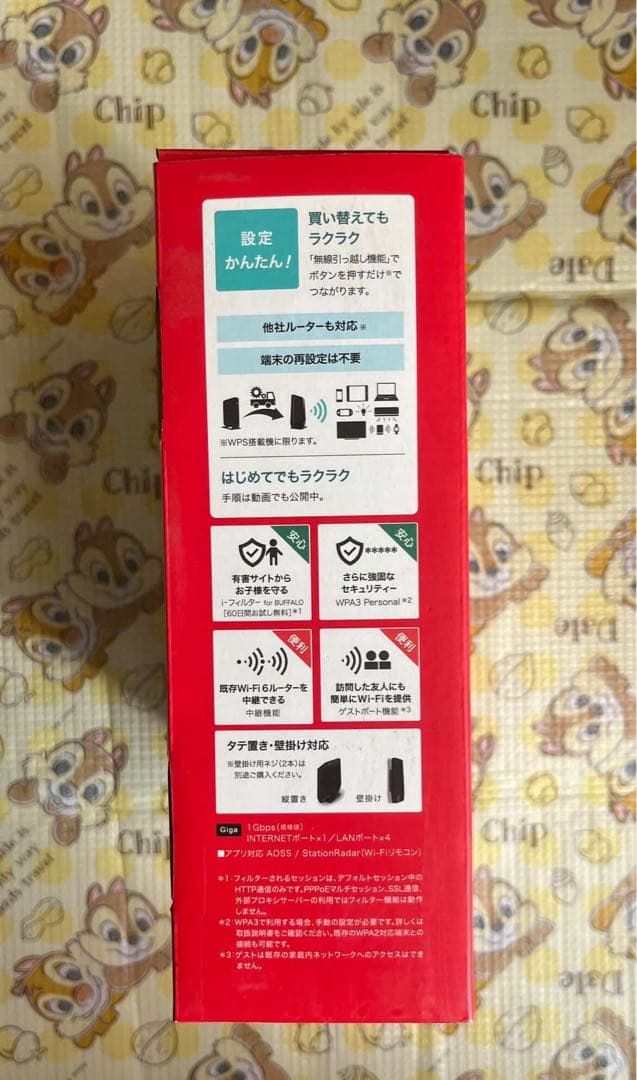 Chip
Chip
Dale
Chip
Dale
設定
かんたん!
買い替えても
ラクラク
「無線引っ越し機能」で
ボタンを押すだけ※で
つながります。
他社ルーターも対応※
端末の再設定は不要
※WPS搭載機に限ります。
はじめてでもラクラク
手順は動画でも公開中。
安心
有害サイトから
お子様を守る
i-フィルター for BUFFALO
[60日間お試し無料]※1
安心
*****
さらに強固な
セキュリティー
WPA3 Personal ※2
便利
既存Wi-Fi 6ルーターを
中継できる
中継機能
便利
訪問した友人にも
簡単にWi-Fiを提供
ゲストポート機能 ※3
タテ置き・壁掛け対応
※壁掛け用ネジ(2本)は
別途ご購入ください。
縦置き
壁掛け
Giga 1Gbps(規格値)
INTERNETポート×1/LANポート×4
■アプリ対応 AOSS / StationRadar(Wi-Fiリモコン)
※1:フィルターされるセッションは、デフォルトセッション中の
HTTP通信のみです。PPPoEマルチセッション、SSL通信、
外部プロキシサーバーの利用ではフィルター機能は動作
しません。
※2:WPA3で利用する場合、手動の設定が必要です。詳しくは
取扱説明書をご確認ください。既存のWPA2対応端末との
接続も可能です。
※3:ゲストは既存の家庭内ネットワークへのアクセスはでき
ません。